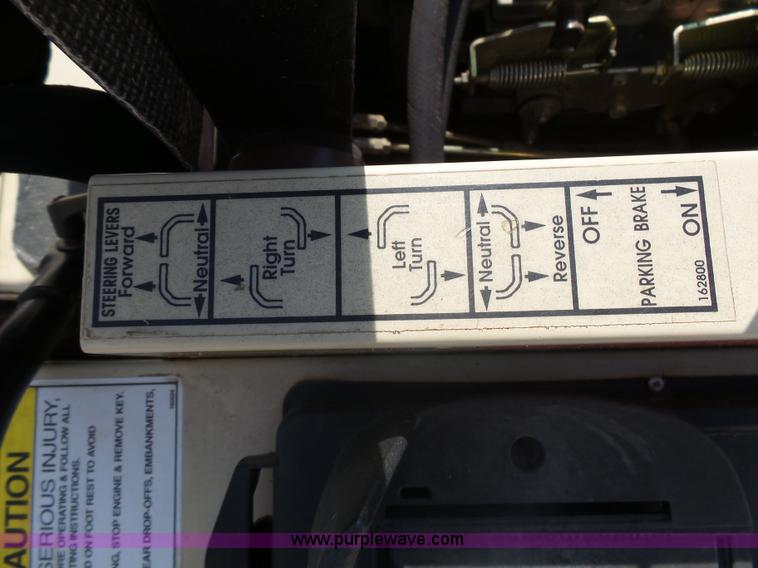 STEERING LEVERS
Forward
Neutral
Right
Turn
Left
Turn
Neutral
Reverse
OFF
PARKING BRAKE
ON
162800
AUTION
SERIOUS INJURY,
ORE OPERATING & FOLLOW ALL
TING INSTRUCTIONS.
D ON FOOT REST TO AVOID
NG, STOP ENGINE & REMOVE KEY.
EAR DROP-OFFS, EMBANKMENTS,
www.purplewave.com